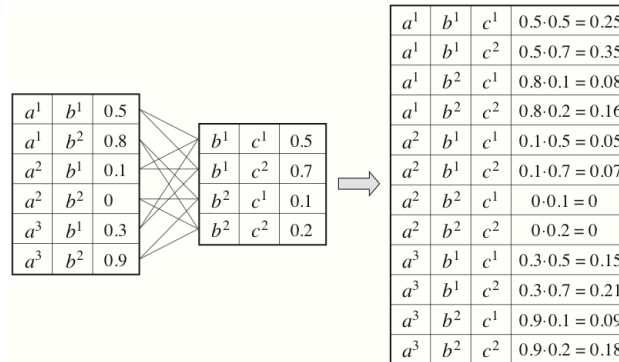 a¹ b¹ 0.5
a¹ b² 0.8
a² b¹ 0.1
a² b² 0
a³ b¹ 0.3
a³ b² 0.9
b¹ c¹ 0.5
b¹ c² 0.7
b² c¹ 0.1
b² c² 0.2
a¹ b¹ c¹ 0.5·0.5 = 0.25
a¹ b¹ c² 0.5·0.7 = 0.35
a¹ b² c¹ 0.8·0.1 = 0.08
a¹ b² c² 0.8·0.2 = 0.16
a² b¹ c¹ 0.1·0.5 = 0.05
a² b¹ c² 0.1·0.7 = 0.07
a² b² c¹ 0·0.1 = 0
a² b² c² 0·0.2 = 0
a³ b¹ c¹ 0.3·0.5 = 0.15
a³ b¹ c² 0.3·0.7 = 0.21
a³ b² c¹ 0.9·0.1 = 0.09
a³ b² c² 0.9·0.2 = 0.18